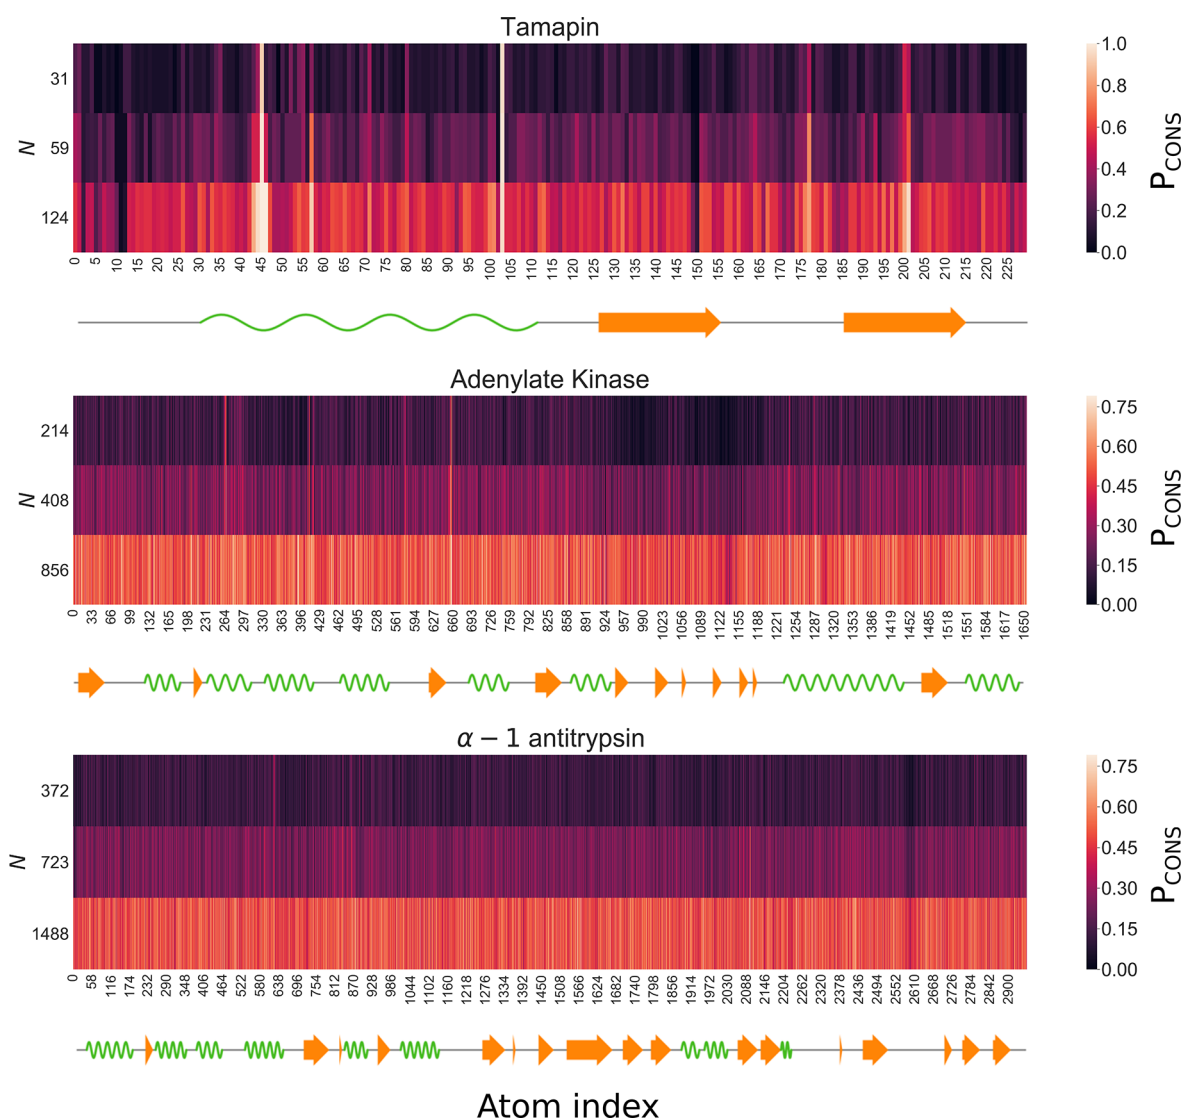 Tamapin
31
59
124
N
1.0
0.8
0.6
0.4
0.2
0.0
P_CONS
0 5 10 15 20 25 30 35 40 45 50 55 60 65 70 75 80 85 90 95 100 105 110 115 120 125 130 135 140 145 150 155 160 165 170 175 180 185 190 195 200 205 210 215 220 225
Adenylate Kinase
214
408
856
N
0.75
0.60
0.45
0.30
0.15
0.00
P_CONS
0 33 66 99 132 165 198 231 264 297 330 363 396 429 462 495 528 561 594 627 660 693 726 759 792 825 858 891 924 957 990 1023 1056 1089 1122 1155 1188 1221 1254 1287 1320 1353 1386 1419 1452 1485 1518 1551 1584 1617 1650
α − 1 antitrypsin
372
723
1488
N
0.75
0.60
0.45
0.30
0.15
0.00
P_CONS
0 58 116 174 232 290 348 406 464 522 580 638 696 754 812 870 928 986 1044 1102 1160 1218 1276 1334 1392 1450 1508 1566 1624 1682 1740 1798 1856 1914 1972 2030 2088 2146 2204 2262 2320 2378 2436 2494 2552 2610 2668 2726 2784 2842 2900
Atom index